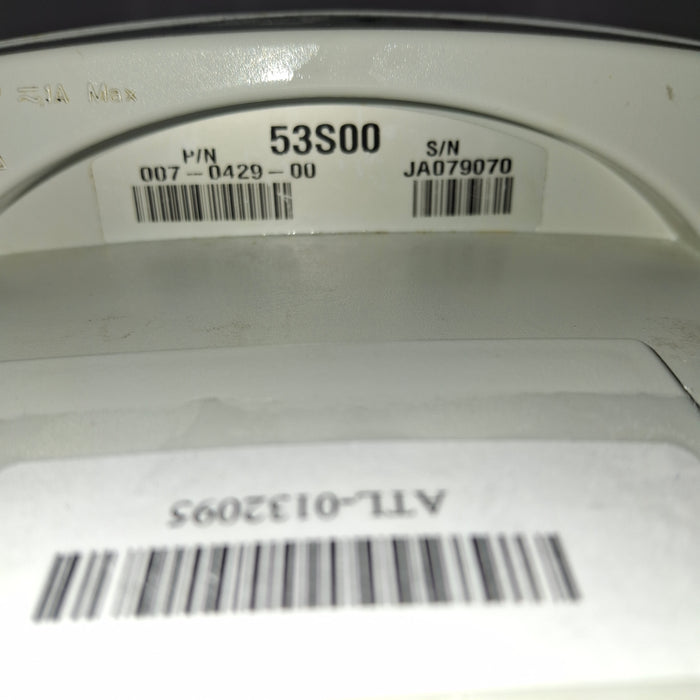 ⎓1A Max
53S00
P/N
S/N
007-0429-00
JA079070
ATL-0132095